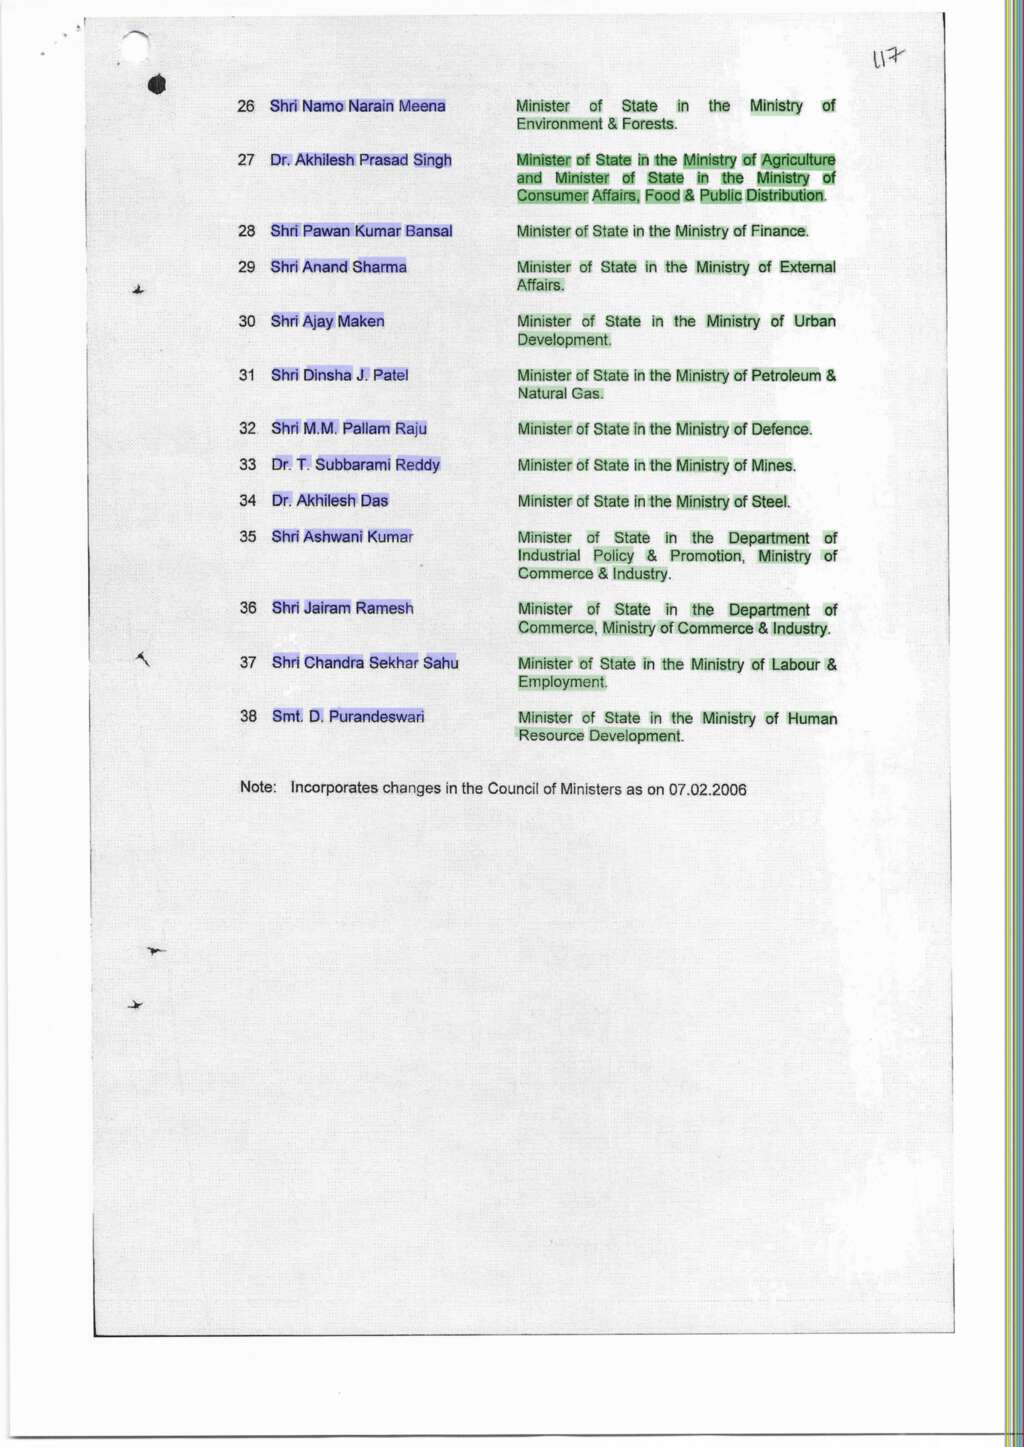 117
26 Shri Namo Narain Meena Minister of State in the Ministry of
Environment & Forests.
27 Dr. Akhilesh Prasad Singh Minister of State in the Ministry of Agriculture
and Minister of State in the Ministry of
Consumer Affairs, Food & Public Distribution.
28 Shri Pawan Kumar Bansal Minister of State in the Ministry of Finance.
29 Shri Anand Sharma Minister of State in the Ministry of External
Affairs.
30 Shri Ajay Maken Minister of State in the Ministry of Urban
Development.
31 Shri Dinsha J. Patel Minister of State in the Ministry of Petroleum &
Natural Gas.
32 Shri M.M. Pallam Raju Minister of State in the Ministry of Defence.
33 Dr. T. Subbarami Reddy Minister of State in the Ministry of Mines.
34 Dr. Akhilesh Das Minister of State in the Ministry of Steel.
35 Shri Ashwani Kumar Minister of State in the Department of
Industrial Policy & Promotion, Ministry of
Commerce & Industry.
36 Shri Jairam Ramesh Minister of State in the Department of
Commerce, Ministry of Commerce & Industry.
37 Shri Chandra Sekhar Sahu Minister of State in the Ministry of Labour &
Employment.
38 Smt. D. Purandeswari Minister of State in the Ministry of Human
Resource Development.
Note: Incorporates changes in the Council of Ministers as on 07.02.2006